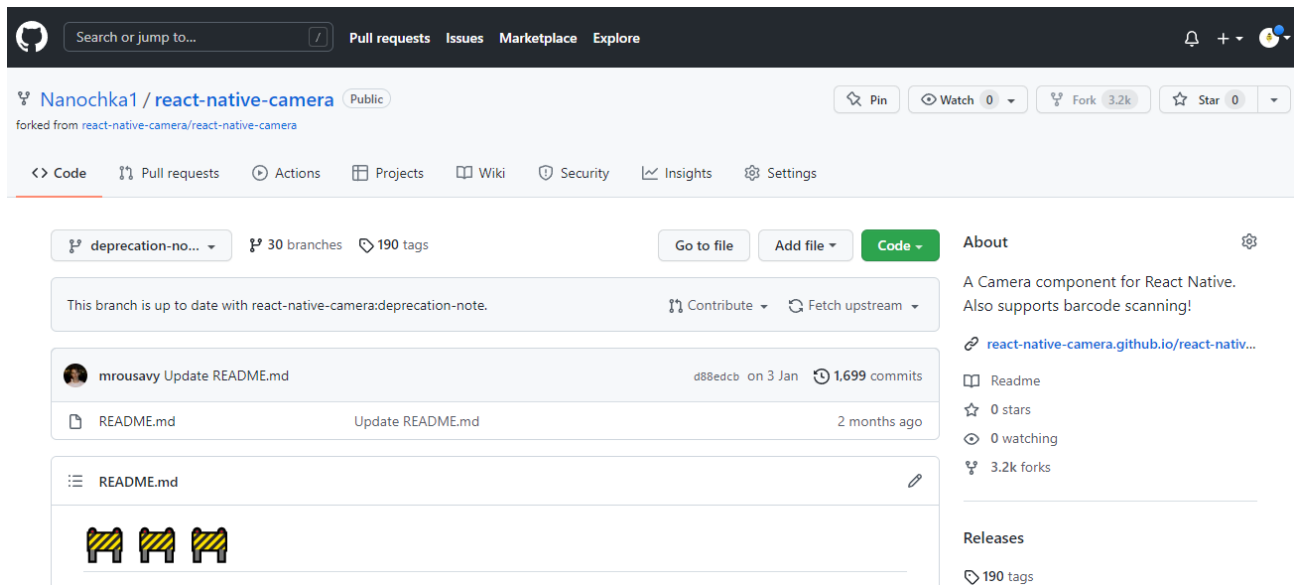 Search or jump to... /
Pull requests Issues Marketplace Explore
Nanochka1 / react-native-camera Public
Pin
Watch 0
Fork 3.2k
Star 0
forked from react-native-camera/react-native-camera
Code Pull requests Actions Projects Wiki Security Insights Settings
deprecation-no... 30 branches 190 tags
Go to file Add file Code
This branch is up to date with react-native-camera:deprecation-note.
Contribute Fetch upstream
mrousavy Update README.md d88edcb on 3 Jan 1,699 commits
README.md Update README.md 2 months ago
README.md
About
A Camera component for React Native.
Also supports barcode scanning!
react-native-camera.github.io/react-nativ...
Readme
0 stars
0 watching
3.2k forks
Releases
190 tags